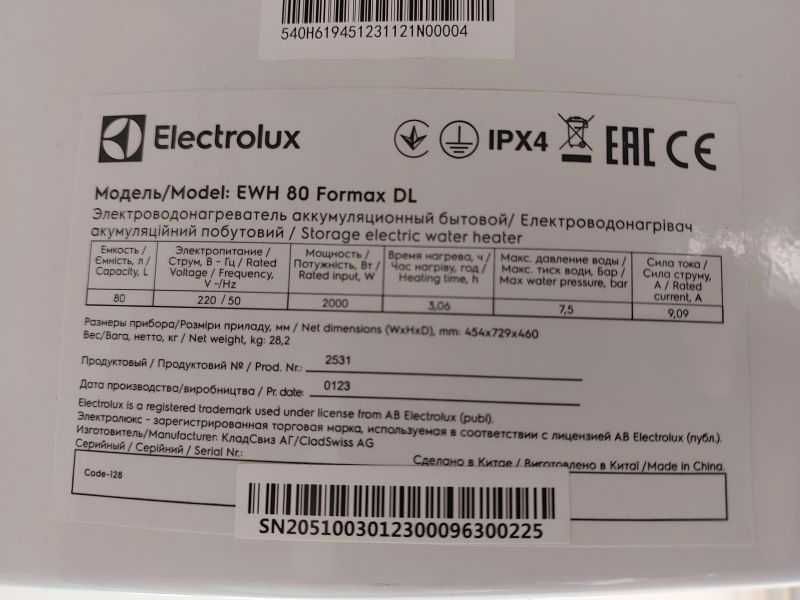 540H619451231121N00004
Electrolux
IPX4 EAC CE
Модель/Model: EWH 80 Formax DL
Электроводонагреватель аккумуляционный бытовой/ Електроводонагрівач
акумуляційний побутовий / Storage electric water heater
Емкость /
Ємність, л /
Capacity, L
Электропитание /
Струм, В - Гц / Rated
Voltage / Frequency,
V ~/Hz
Мощность /
Потужність, Вт /
Rated input, W
Время нагрева, ч /
Час нагріву, год /
Heating time, h
Макс. давление воды /
Макс. тиск води, Бар /
Max water pressure, bar
Сила тока /
Сила струму,
А / Rated
current, A
80 220 / 50 2000 3,06 7,5 9,09
Размеры прибора/Розміри приладу, мм / Net dimensions (WxHxD), mm: 454x729x460
Вес/Вага, нетто, кг / Net weight, kg: 28,2
Продуктовый / Продуктовий № / Prod. Nr.: 2531
Дата производства/виробництва / Pr. date: 0123
Electrolux is a registered trademark used under license from AB Electrolux (publ).
Электролюкс - зарегистрированная торговая марка, используемая в соответствии с лицензией AB Electrolux (публ.).
Изготовитель/Manufacturer: КладСвиз АГ/CladSwiss AG
Серийный / Серійний / Serial Nr.:
Сделано в Китае / Виготовлено в Китаї /Made in China.
Code-128
SN2051003012300096300225